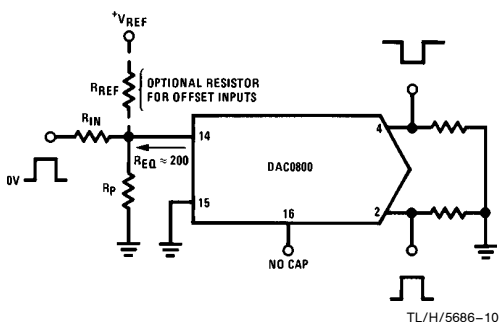 +VREF
RREF
OPTIONAL RESISTOR
FOR OFFSET INPUTS
RIN
14
4
REQ ≈ 200
DAC0800
0V
RP
15
16
2
NO CAP
TL/H/5686–10